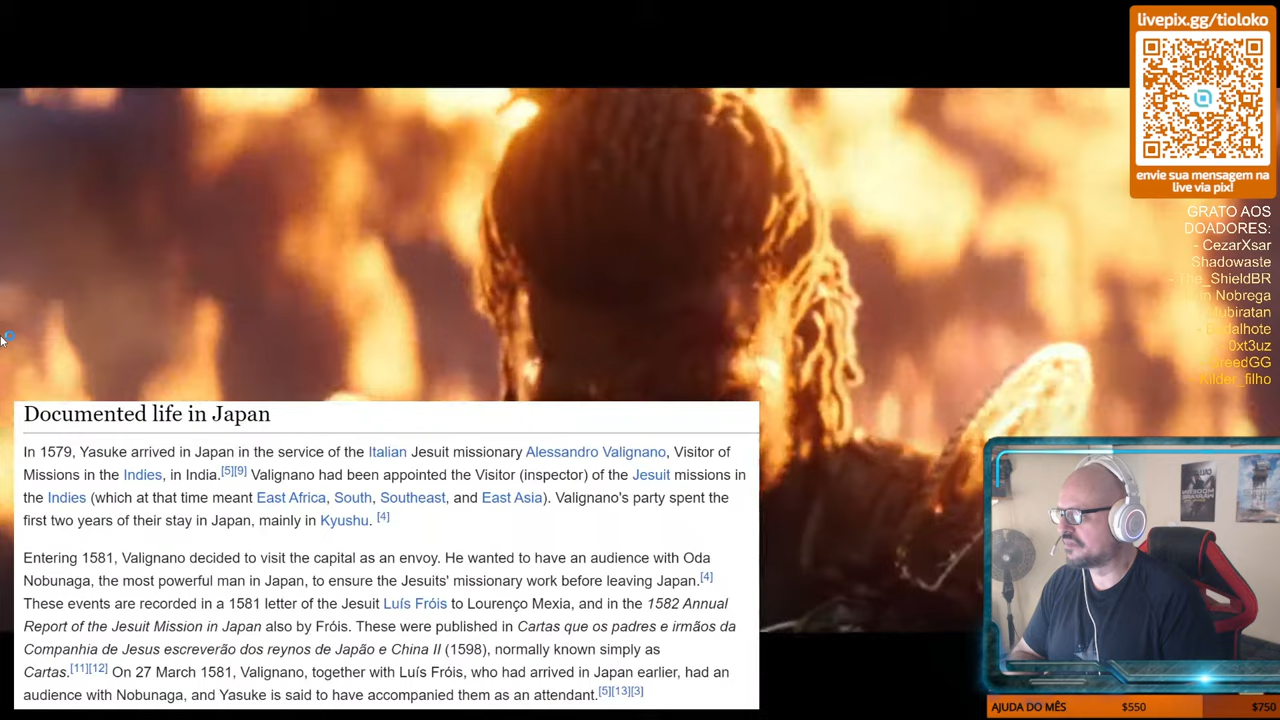 livepix.gg/tioloko
envie sua mensagem na
live via pix!
GRATO AOS
DOADORES:
- CezarXsar
Shadowaste
- The_ShieldBR
Nobrega
Mubiratan
0xt3uz
Kilder_filho
Documented life in Japan
In 1579, Yasuke arrived in Japan in the service of the Italian Jesuit missionary Alessandro Valignano, Visitor of
Missions in the Indies, in India.[5][9] Valignano had been appointed the Visitor (inspector) of the Jesuit missions in
the Indies (which at that time meant East Africa, South, Southeast, and East Asia). Valignano's party spent the
first two years of their stay in Japan, mainly in Kyushu. [4]
Entering 1581, Valignano decided to visit the capital as an envoy. He wanted to have an audience with Oda
Nobunaga, the most powerful man in Japan, to ensure the Jesuits' missionary work before leaving Japan.[4]
These events are recorded in a 1581 letter of the Jesuit Luís Fróis to Lourenço Mexia, and in the 1582 Annual
Report of the Jesuit Mission in Japan also by Fróis. These were published in Cartas que os padres e irmãos da
Companhia de Jesus escreverão dos reynos de Japão e China II (1598), normally known simply as
Cartas.[11][12] On 27 March 1581, Valignano, together with Luís Fróis, who had arrived in Japan earlier, had an
audience with Nobunaga, and Yasuke is said to have accompanied them as an attendant.[5][13][3]
MODERN
WARFARE
AJUDA DO MÊS $550 $750